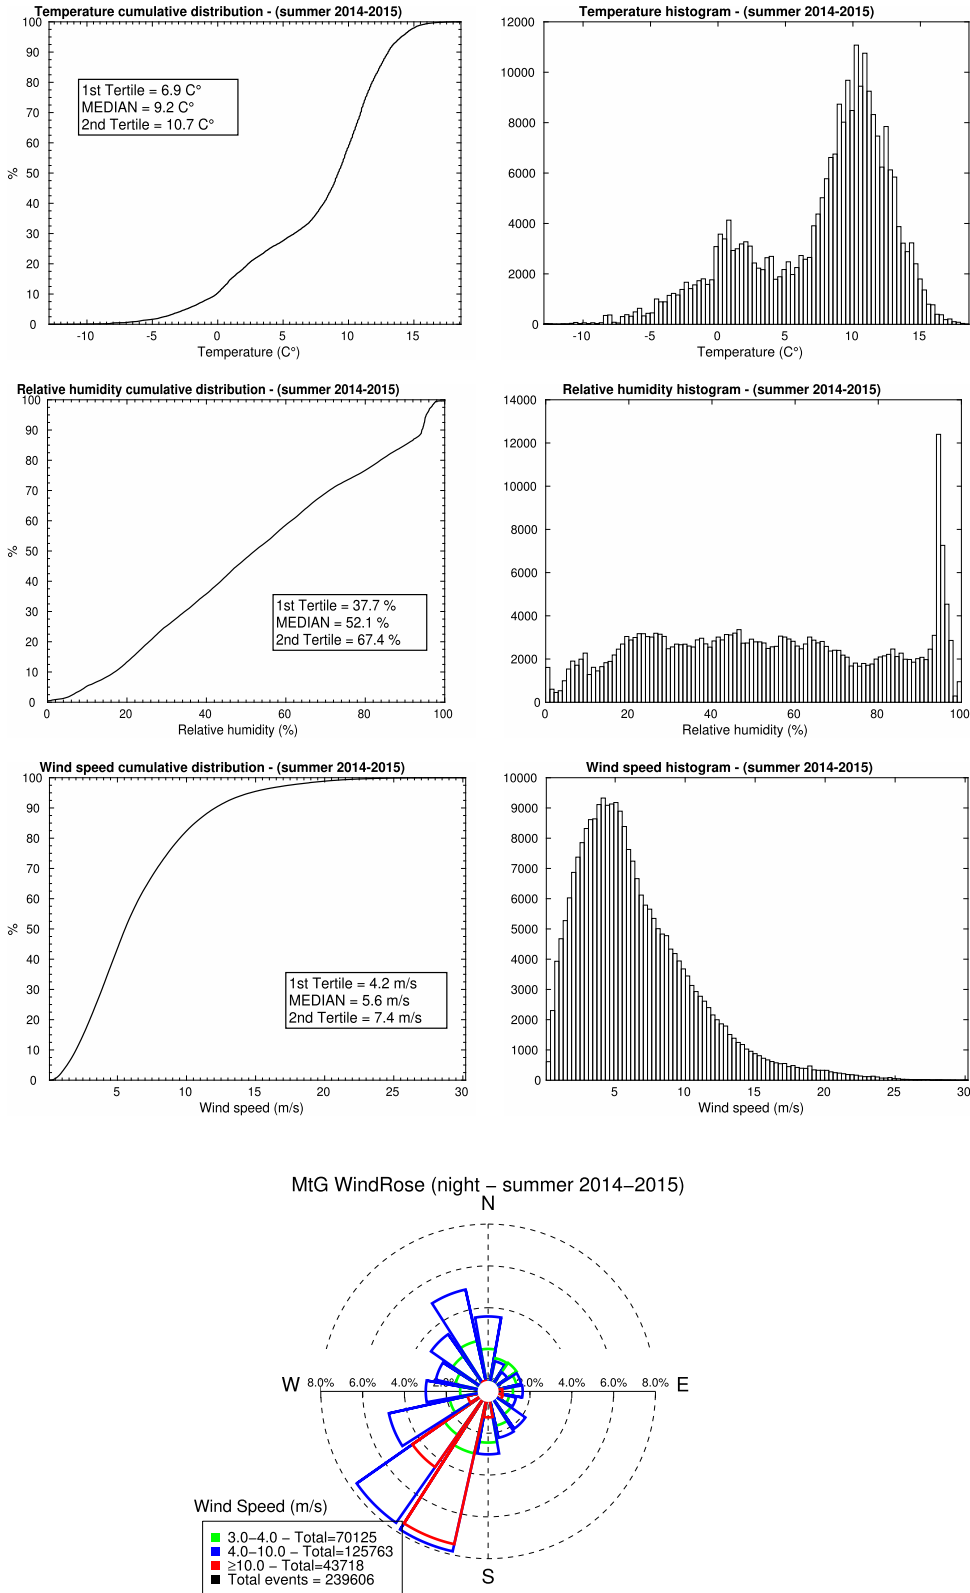 Temperature cumulative distribution - (summer 2014-2015)
100
90
80
70
60
50
40
30
20
10
0
%
1st Tertile = 6.9 C°
MEDIAN = 9.2 C°
2nd Tertile = 10.7 C°
-10 -5 0 5 10 15
Temperature (C°)
Temperature histogram - (summer 2014-2015)
12000
10000
8000
6000
4000
2000
0
-10 -5 0 5 10 15
Temperature (C°)
Relative humidity cumulative distribution - (summer 2014-2015)
100
90
80
70
60
50
40
30
20
10
0
%
1st Tertile = 37.7 %
MEDIAN = 52.1 %
2nd Tertile = 67.4 %
0 20 40 60 80 100
Relative humidity (%)
Relative humidity histogram - (summer 2014-2015)
14000
12000
10000
8000
6000
4000
2000
0
0 20 40 60 80 100
Relative humidity (%)
Wind speed cumulative distribution - (summer 2014-2015)
100
90
80
70
60
50
40
30
20
10
0
%
1st Tertile = 4.2 m/s
MEDIAN = 5.6 m/s
2nd Tertile = 7.4 m/s
5 10 15 20 25 30
Wind speed (m/s)
Wind speed histogram - (summer 2014-2015)
10000
9000
8000
7000
6000
5000
4000
3000
2000
1000
0
5 10 15 20 25 30
Wind speed (m/s)
MtG WindRose (night – summer 2014–2015)
N
W 8.0% 6.0% 4.0% 4.0% 6.0% 8.0% E
S
Wind Speed (m/s)
3.0–4.0 – Total=70125
4.0–10.0 – Total=125763
≥10.0 – Total=43718
Total events = 239606